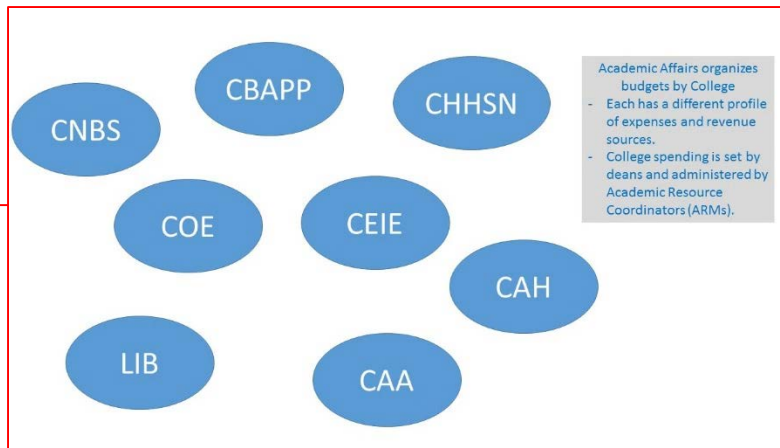 CBAPP
CHHSN
CNBS
COE
CEIE
CAH
LIB
CAA
Academic Affairs organizes
budgets by College
- Each has a different profile
of expenses and revenue
sources.
- College spending is set by
deans and administered by
Academic Resource
Coordinators (ARMs).